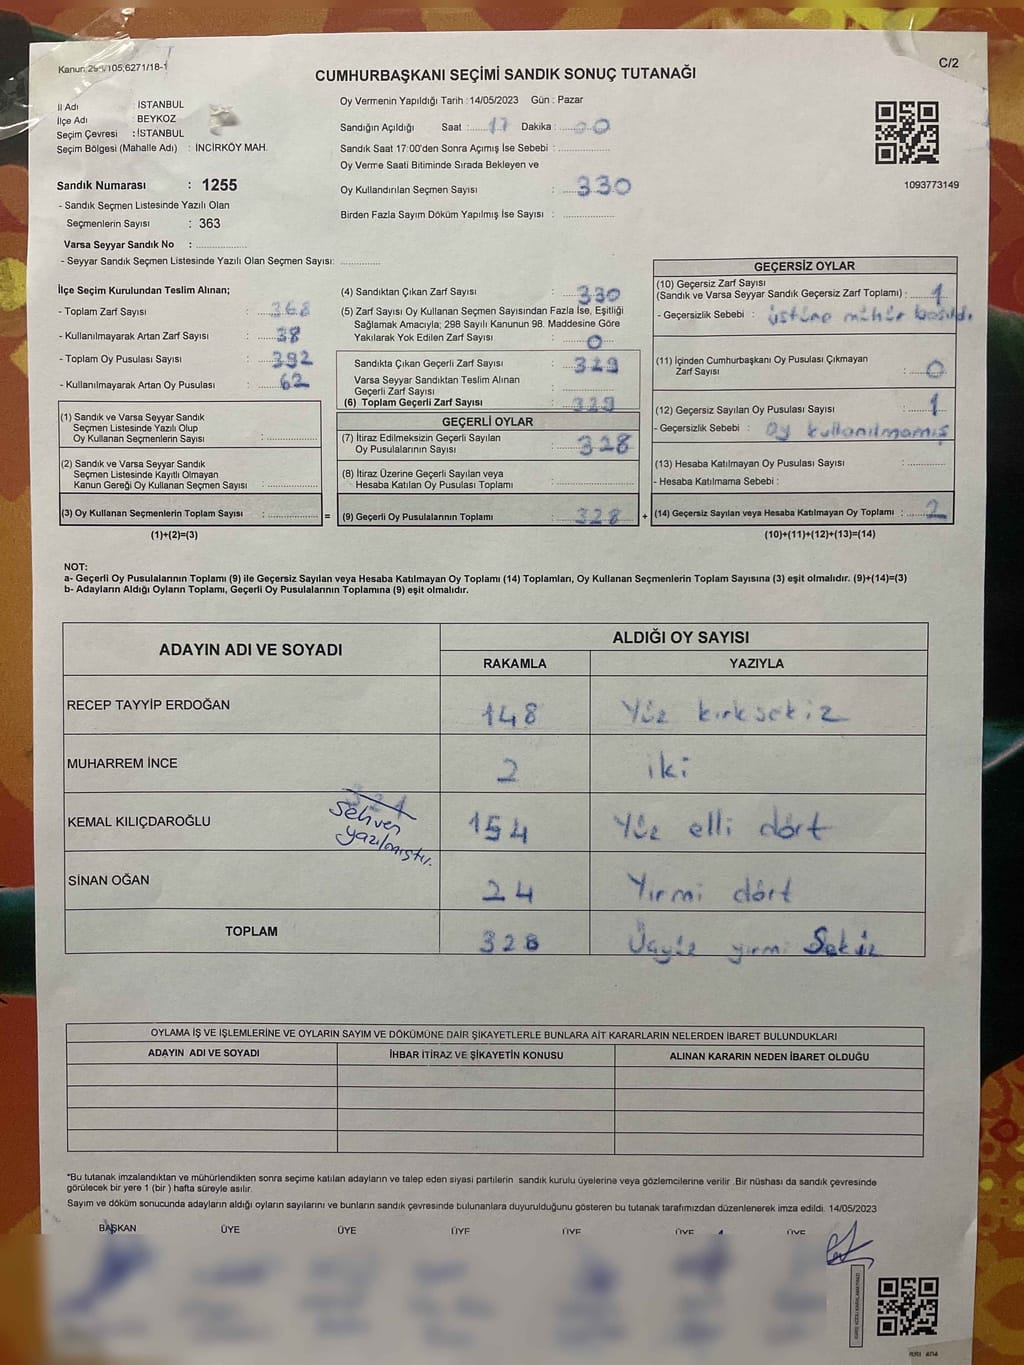 Kanun: 298/105;6271/18-1
C/2
CUMHURBAŞKANI SEÇİMİ SANDIK SONUÇ TUTANAĞI
İl Adı : İSTANBUL
İlçe Adı : BEYKOZ
Seçim Çevresi : İSTANBUL
Seçim Bölgesi (Mahalle Adı) : İNCİRKÖY MAH.
Sandık Numarası : 1255
- Sandık Seçmen Listesinde Yazılı Olan
Seçmenlerin Sayısı : 363
Varsa Seyyar Sandık No : ..............
- Seyyar Sandık Seçmen Listesinde Yazılı Olan Seçmen Sayısı: ............
Oy Vermenin Yapıldığı Tarih : 14/05/2023 Gün : Pazar
Sandığın Açıldığı Saat : 17 Dakika : 00
Sandık Saat 17:00'den Sonra Açımış İse Sebebi : ................
Oy Verme Saati Bitiminde Sırada Bekleyen ve
Oy Kullandırılan Seçmen Sayısı : 330
Birden Fazla Sayım Döküm Yapılmış İse Sayısı : ................
1093773149
İlçe Seçim Kurulundan Teslim Alınan;
- Toplam Zarf Sayısı : 368
- Kullanılmayarak Artan Zarf Sayısı : 38
- Toplam Oy Pusulası Sayısı : 392
- Kullanılmayarak Artan Oy Pusulası : 62
(1) Sandık ve Varsa Seyyar Sandık
Seçmen Listesinde Yazılı Olup
Oy Kullanan Seçmenlerin Sayısı : ..............
(2) Sandık ve Varsa Seyyar Sandık
Seçmen Listesinde Kayıtlı Olmayan
Kanun Gereği Oy Kullanan Seçmen Sayısı : ..............
(3) Oy Kullanan Seçmenlerin Toplam Sayısı : .............. =
(1)+(2)=(3)
(4) Sandıktan Çıkan Zarf Sayısı : 330
(5) Zarf Sayısı Oy Kullanan Seçmen Sayısından Fazla İse, Eşitliği
Sağlamak Amacıyla; 298 Sayılı Kanunun 98. Maddesine Göre
Yakılarak Yok Edilen Zarf Sayısı : 0
Sandıkta Çıkan Geçerli Zarf Sayısı : 329
Varsa Seyyar Sandıktan Teslim Alınan
Geçerli Zarf Sayısı :
(6) Toplam Geçerli Zarf Sayısı : 329
GEÇERLİ OYLAR
(7) İtiraz Edilmeksizin Geçerli Sayılan
Oy Pusulalarının Sayısı : 328
(8) İtiraz Üzerine Geçerli Sayılan veya
Hesaba Katılan Oy Pusulası Toplamı : ..............
(9) Geçerli Oy Pusulalarının Toplamı : 328 +
GEÇERSİZ OYLAR
(10) Geçersiz Zarf Sayısı
(Sandık ve Varsa Seyyar Sandık Geçersiz Zarf Toplamı) : 1
- Geçersizlik Sebebi : üstüne mühür basıldı
(11) İçinden Cumhurbaşkanı Oy Pusulası Çıkmayan
Zarf Sayısı : 0
(12) Geçersiz Sayılan Oy Pusulası Sayısı : 1
- Geçersizlik Sebebi : oy kullanılmamış
(13) Hesaba Katılmayan Oy Pusulası Sayısı : ..............
- Hesaba Katılmama Sebebi :
(14) Geçersiz Sayılan veya Hesaba Katılmayan Oy Toplamı : 2
(10)+(11)+(12)+(13)=(14)
NOT:
a- Geçerli Oy Pusulalarının Toplamı (9) ile Geçersiz Sayılan veya Hesaba Katılmayan Oy Toplamı (14) Toplamları, Oy Kullanan Seçmenlerin Toplam Sayısına (3) eşit olmalıdır. (9)+(14)=(3)
b- Adayların Aldığı Oyların Toplamı, Geçerli Oy Pusulalarının Toplamına (9) eşit olmalıdır.
ADAYIN ADI VE SOYADI
ALDIĞI OY SAYISI
RAKAMLA YAZIYLA
RECEP TAYYİP ERDOĞAN 148 Yüz kırksekiz
MUHARREM İNCE 2 iki
KEMAL KILIÇDAROĞLU 154 Yüz elli dört
Sehven
yazılmıştır.
SİNAN OĞAN 24 Yirmi dört
TOPLAM 328 Üçyüz yirmi Sekiz
OYLAMA İŞ VE İŞLEMLERİNE VE OYLARIN SAYIM VE DÖKÜMÜNE DAİR ŞİKAYETLERLE BUNLARA AİT KARARLARIN NELERDEN İBARET BULUNDUKLARI
ADAYIN ADI VE SOYADI İHBAR İTİRAZ VE ŞİKAYETİN KONUSU ALINAN KARARIN NEDEN İBARET OLDUĞU
*Bu tutanak imzalandıktan ve mühürlendikten sonra seçime katılan adayların ve talep eden siyasi partilerin sandık kurulu üyelerine veya gözlemcilerine verilir .Bir nüshası da sandık çevresinde
görülecek bir yere 1 (bir ) hafta süreyle asılır.
Sayım ve döküm sonucunda adayların aldığı oyların sayılarını ve bunların sandık çevresinde bulunanlara duyurulduğunu gösteren bu tutanak tarafımızdan düzenlenerek imza edildi. 14/05/2023
BAŞKAN ÜYE ÜYE ÜYE ÜYE ÜYE ÜYE